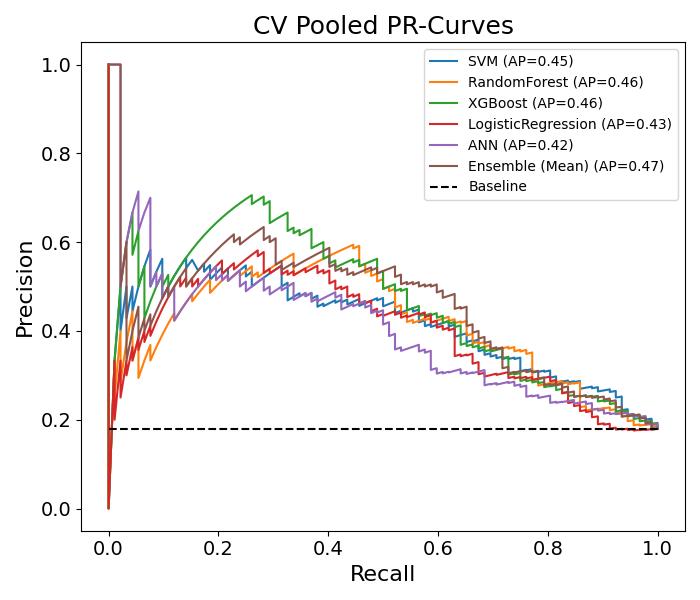 CV Pooled PR-Curves
SVM (AP=0.45)
RandomForest (AP=0.46)
XGBoost (AP=0.46)
LogisticRegression (AP=0.43)
ANN (AP=0.42)
Ensemble (Mean) (AP=0.47)
Baseline
Precision
1.0
0.8
0.6
0.4
0.2
0.0
0.0 0.2 0.4 0.6 0.8 1.0
Recall